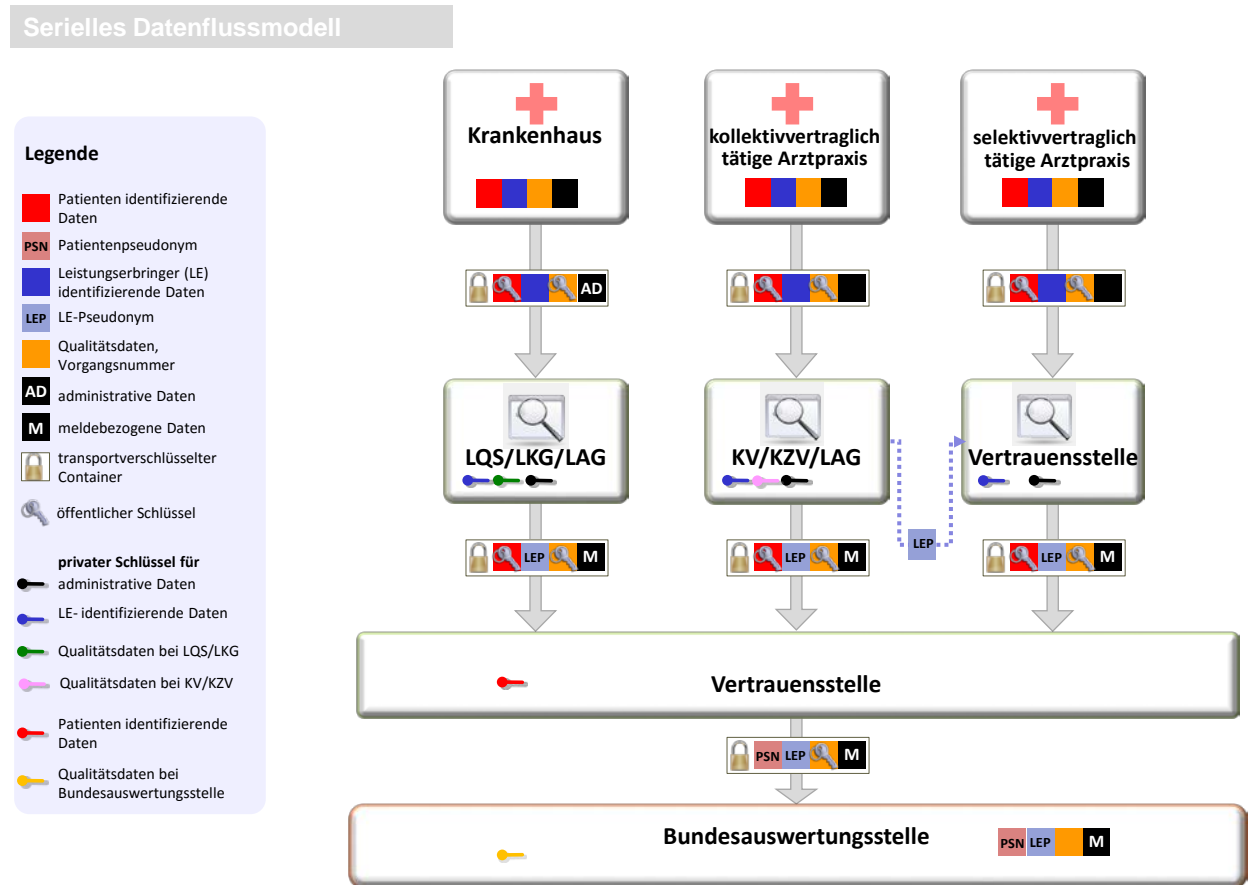 Serielles Datenflussmodell
Legende
Patienten identifizierende
Daten
PSN Patientenpseudonym
Leistungserbringer (LE)
identifizierende Daten
LEP LE-Pseudonym
Qualitätsdaten,
Vorgangsnummer
AD administrative Daten
M meldebezogene Daten
transportverschlüsselter
Container
öffentlicher Schlüssel
privater Schlüssel für
administrative Daten
LE- identifizierende Daten
Qualitätsdaten bei LQS/LKG
Qualitätsdaten bei KV/KZV
Patienten identifizierende
Daten
Qualitätsdaten bei
Bundesauswertungsstelle
Krankenhaus
kollektivvertraglich
tätige Arztpraxis
selektivvertraglich
tätige Arztpraxis
AD
LQS/LKG/LAG
KV/KZV/LAG
Vertrauensstelle
LEP
LEP M
LEP M
LEP M
Vertrauensstelle
PSN LEP M
Bundesauswertungsstelle
PSN LEP M